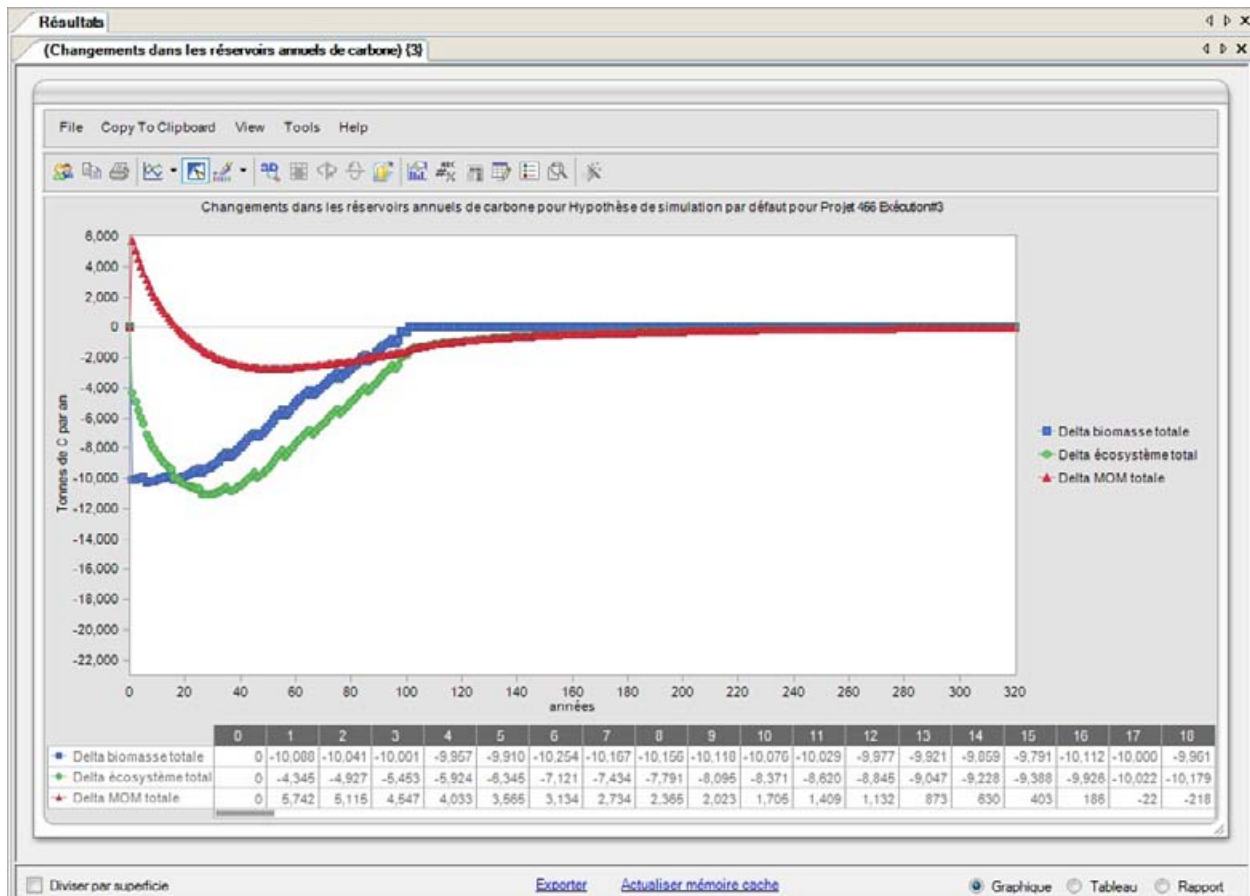 Résultats
(Changements dans les réservoirs annuels de carbone) {3}
File Copy To Clipboard View Tools Help
Changements dans les réservoirs annuels de carbone pour Hypothèse de simulation par défaut pour Projet 466 Exécution#3
Tonnes de C par an
6,000
4,000
2,000
0
-2,000
-4,000
-6,000
-8,000
-10,000
-12,000
-14,000
-16,000
-18,000
-20,000
-22,000
0 20 40 60 80 100 120 140 160 180 200 220 240 260 280 300 320
années
Delta biomasse totale
Delta écosystème total
Delta MOM totale
0 1 2 3 4 5 6 7 8 9 10 11 12 13 14 15 16 17 18
Delta biomasse totale 0 -10,088 -10,041 -10,001 -9,957 -9,910 -10,254 -10,167 -10,156 -10,118 -10,076 -10,029 -9,977 -9,921 -9,859 -9,791 -10,112 -10,000 -9,961
Delta écosystème total 0 -4,345 -4,927 -5,453 -5,924 -6,345 -7,121 -7,434 -7,791 -8,095 -8,371 -8,620 -8,845 -9,047 -9,228 -9,388 -9,926 -10,022 -10,179
Delta MOM totale 0 5,742 5,115 4,547 4,033 3,565 3,134 2,734 2,365 2,023 1,705 1,409 1,132 873 630 403 186 -22 -218
Diviser par superficie Exporter Actualiser mémoire cache Graphique Tableau Rapport